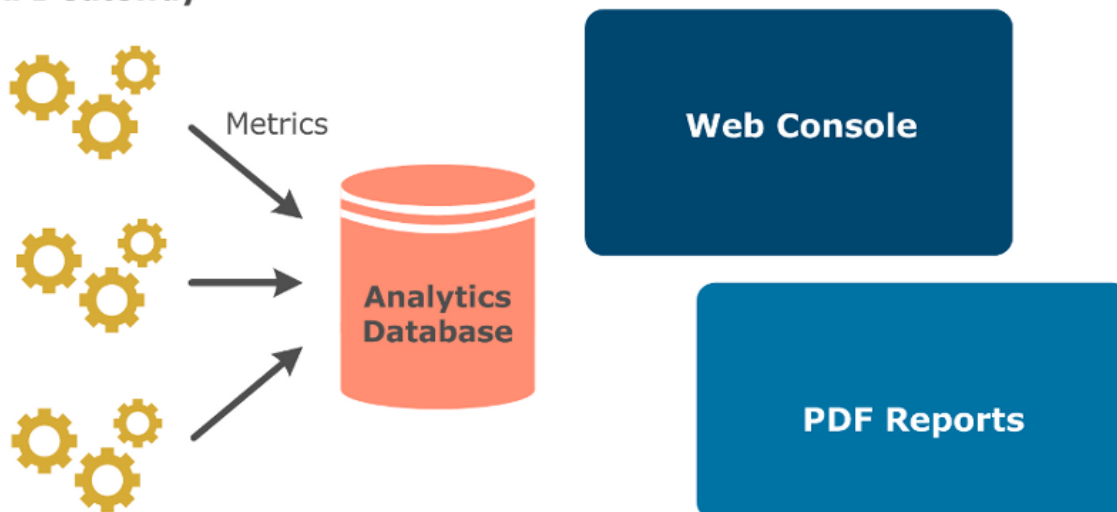 Metrics
Web Console
Analytics
Database
PDF Reports